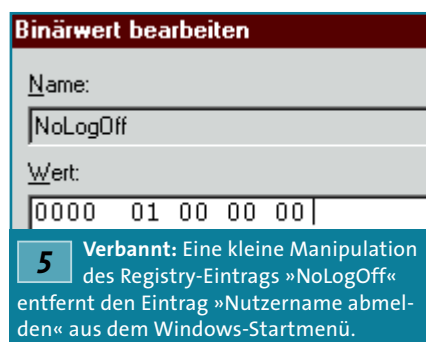 Binärwert bearbeiten
Name:
NoLogOff
Wert:
0000 01 00 00 00
5 Verbannt: Eine kleine Manipulation
des Registry-Eintrags »NoLogOff«
entfernt den Eintrag »Nutzername abmel-
den« aus dem Windows-Startmenü.